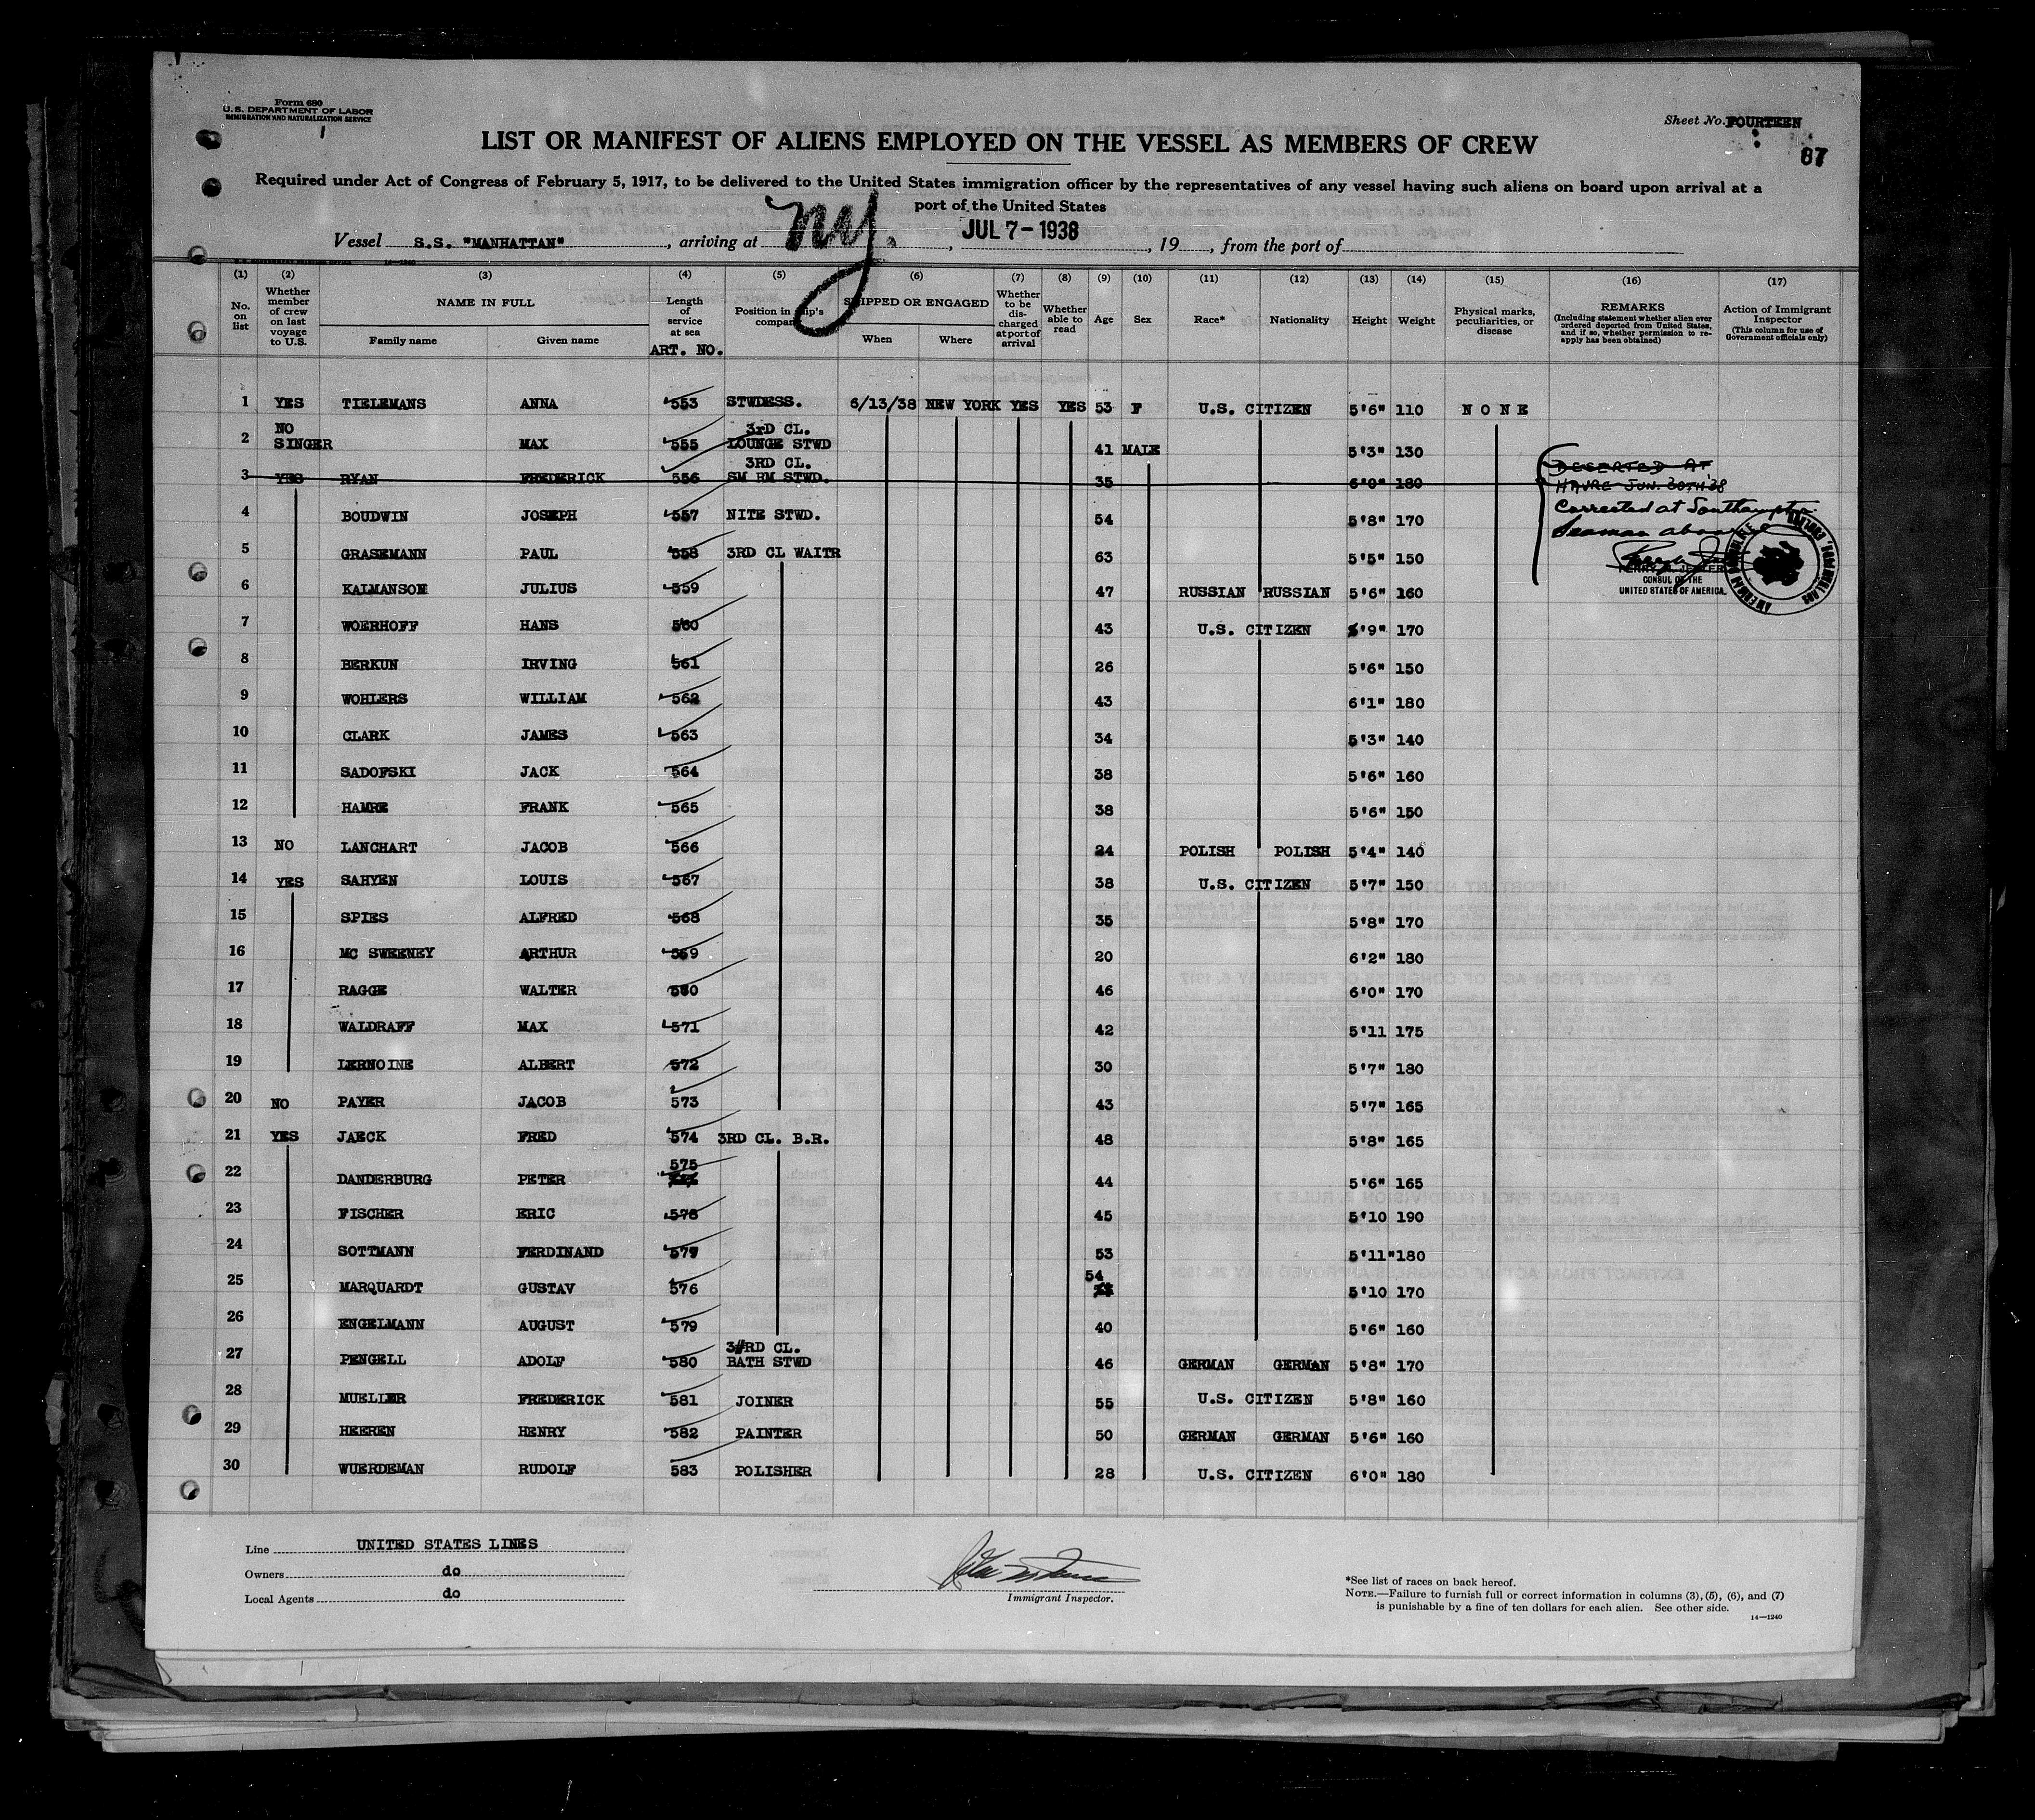 Form 680
U. S. DEPARTMENT OF LABOR
IMMIGRATION AND NATURALIZATION SERVICE
Sheet No. FOURTEEN
67
LIST OR MANIFEST OF ALIENS EMPLOYED ON THE VESSEL AS MEMBERS OF CREW
Required under Act of Congress of February 5, 1917, to be delivered to the United States immigration officer by the representatives of any vessel having such aliens on board upon arrival at a
port of the United States
Vessel S.S. "MANHATTAN", arriving at NY., JUL 7 - 1938, 19, from the port of
(1) (2) (3) (4) (5) (6) (7) (8) (9) (10) (11) (12) (13) (14) (15) (16) (17)
No. on list
Whether member of crew on last voyage to U.S.
NAME IN FULL
Family name Given name
Length of service at sea
ART. NO.
Position in ship's company
SHIPPED OR ENGAGED
When Where
Whether to be discharged at port of arrival
Whether able to read
Age Sex Race* Nationality Height Weight
Physical marks, peculiarities, or disease
REMARKS
(Including statement whether alien ever ordered deported from United States, and if so, whether permission to re-apply has been obtained)
Action of Immigrant Inspector
(This column for use of Government officials only)
1 YES TIELEMANS ANNA 553 STWDESS. 6/13/38 NEW YORK YES YES 53 F U.S. CITIZEN 5'6" 110 NONE
2 NO SINGER MAX 555 3rD CL. LOUNGE STWD 41 MALE 5'3" 130
3 YES RYAN FREDERICK 556 3RD CL. SM RM STWD. 35 6'0" 180
DESERTED AT
HAVRE JUN. 30TH 38
Corrected at Southampton
Seaman aboard
CONSUL OF THE
UNITED STATES OF AMERICA
4 BOUDWIN JOSEPH 557 NITE STWD. 54 5'8" 170
5 GRASEMANN PAUL 558 3RD CL WAITR 63 5'5" 150
6 KALMANSON JULIUS 559 47 RUSSIAN RUSSIAN 5'6" 160
7 WOERHOFF HANS 560 43 U.S. CITIZEN 5'9" 170
8 BERKUN IRVING 561 26 5'6" 150
9 WOHLERS WILLIAM 562 43 6'1" 180
10 CLARK JAMES 563 34 5'3" 140
11 SADOFSKI JACK 564 38 5'6" 160
12 HAMRE FRANK 565 38 5'6" 150
13 NO LANCHART JACOB 566 24 POLISH POLISH 5'4" 140
14 YES SAHYEN LOUIS 567 38 U.S. CITIZEN 5'7" 150
15 SPIES ALFRED 568 35 5'8" 170
16 MC SWEENEY ARTHUR 569 20 6'2" 180
17 RAGGE WALTER 46 6'0" 170
18 WALDRAFF MAX 571 42 5'11 175
19 LERNOINE ALBERT 572 30 5'7" 180
20 NO PAYER JACOB 573 43 5'7" 165
21 YES JAECK FRED 574 3RD CL. B.R. 48 5'8" 165
22 DANDERBURG PETER 575 44 5'6" 165
23 FISCHER ERIC 576 45 5'10 190
24 SOTTMANN FERDINAND 577 53 5'11" 180
25 MARQUARDT GUSTAV 576 54 5'10 170
26 ENGELMANN AUGUST 579 40 5'6" 160
27 PENGELL ADOLF 580 3RD CL. BATH STWD 46 GERMAN GERMAN 5'8" 170
28 MUELLER FREDERICK 581 JOINER 55 U.S. CITIZEN 5'8" 160
29 HEEREN HENRY 582 PAINTER 50 GERMAN GERMAN 5'6" 160
30 WUERDEMAN RUDOLF 583 POLISHER 28 U.S. CITIZEN 6'0" 180
Line UNITED STATES LINES
Owners do
Local Agents do
Immigrant Inspector.
*See list of races on back hereof.
NOTE.—Failure to furnish full or correct information in columns (3), (5), (6), and (7)
is punishable by a fine of ten dollars for each alien. See other side.
14—1240